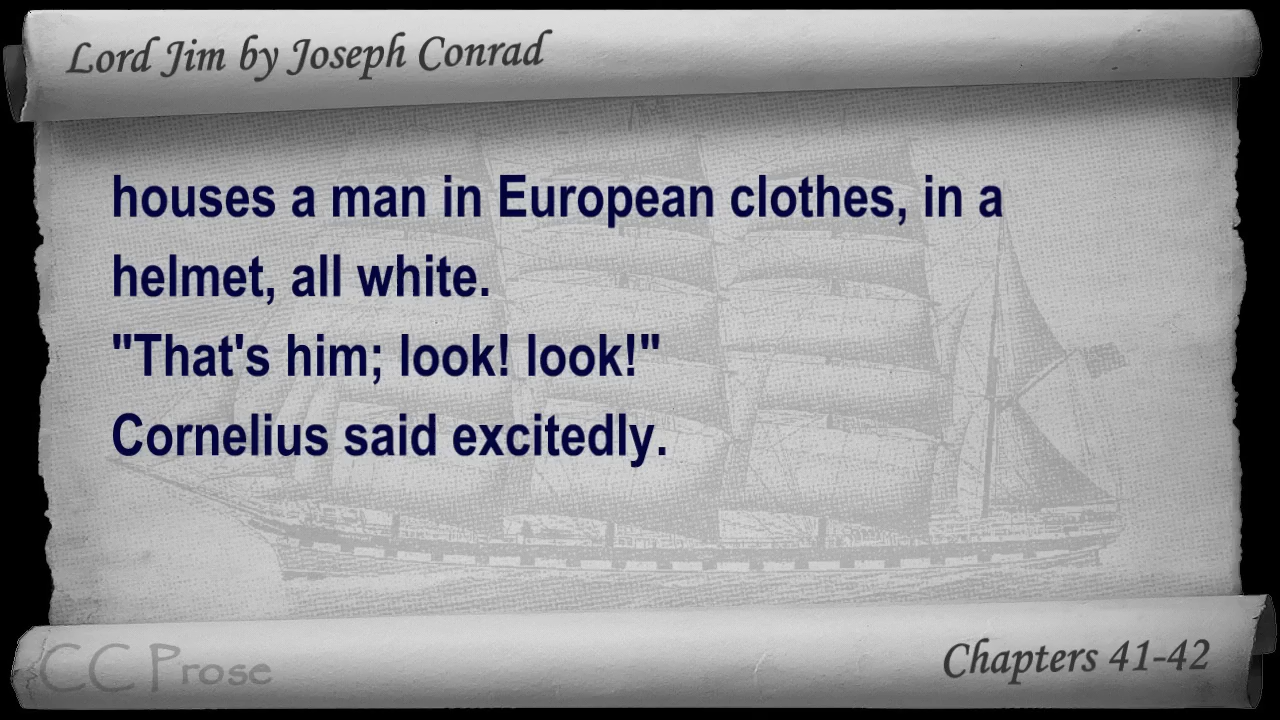 Lord Jim by Joseph Conrad
houses a man in European clothes, in a
helmet, all white.
"That's him; look! look!"
Cornelius said excitedly.
CC Prose
Chapters 41-42